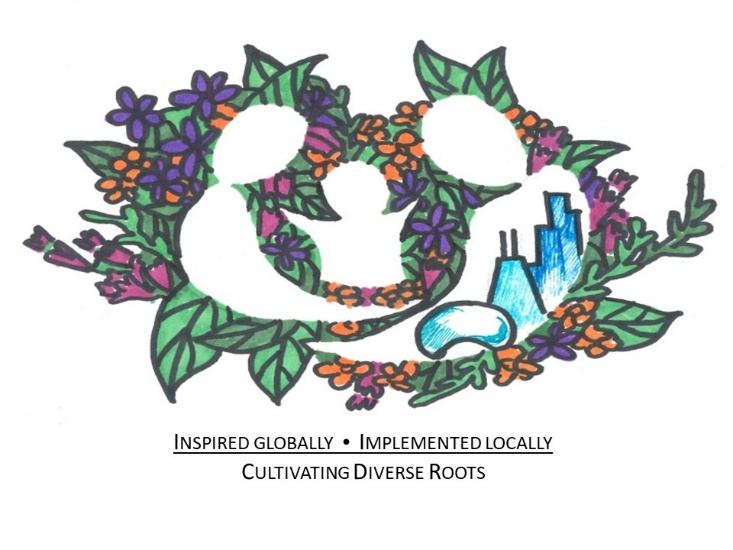 INSPIRED GLOBALLY • IMPLEMENTED LOCALLY
CULTIVATING DIVERSE ROOTS